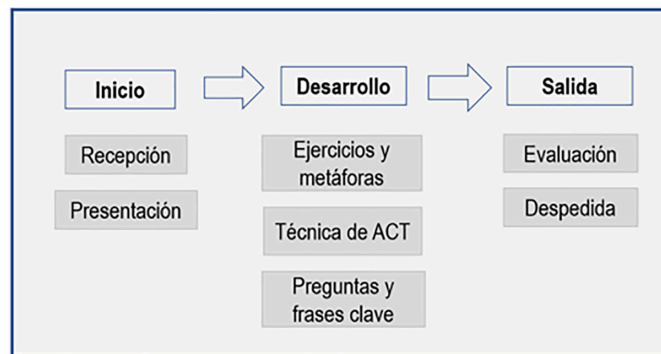 Inicio
Desarrollo
Salida
Recepción
Presentación
Ejercicios y
metáforas
Técnica de ACT
Preguntas y
frases clave
Evaluación
Despedida